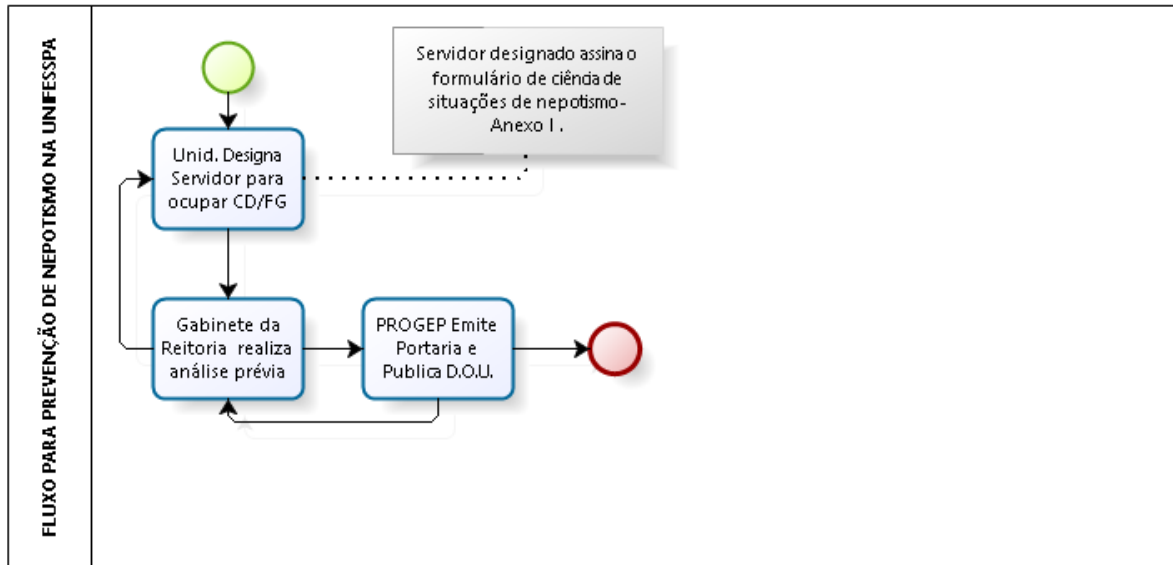 FLUXO PARA PREVENÇÃO DE NEPOTISMO NA UNIFESSPA
Servidor designado assina o
formulário de ciência de
situações de nepotismo-
Anexo I .
Unid. Designa
Servidor para
ocupar CD/FG
Gabinete da
Reitoria realiza
análise prévia
PROGEP Emite
Portaria e
Publica D.O.U.